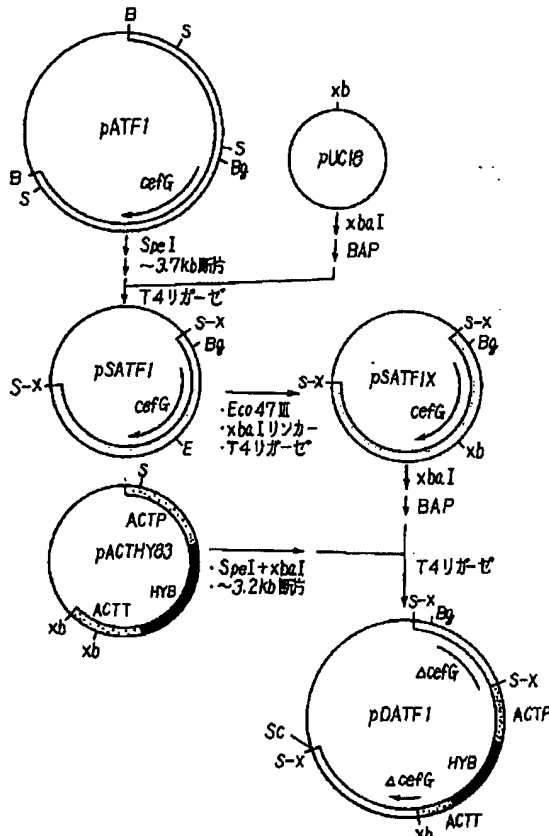 B
S
pATF1
S
Bg
cefG
B
S
xb
pUC18
SpeI
~3.7kb断片
T4リガーゼ
xbaI
BAP
S-X
Bg
pSATF1
S-X
cefG
E
・Eco47III
・xbaIリンカー
・T4リガーゼ
S-X
Bg
pSATF1X
S-X
cefG
xb
xbaI
BAP
S
ACTP
pACTHY83
HYB
ACTT
xb
xb
・SpeI+xbaI
・~3.2kb断片
T4リガーゼ
S-X
Bg
ΔcefG
S-X
ACTP
pDATF1
Sc
S-X
HYB
ΔcefG
ACTT
xb